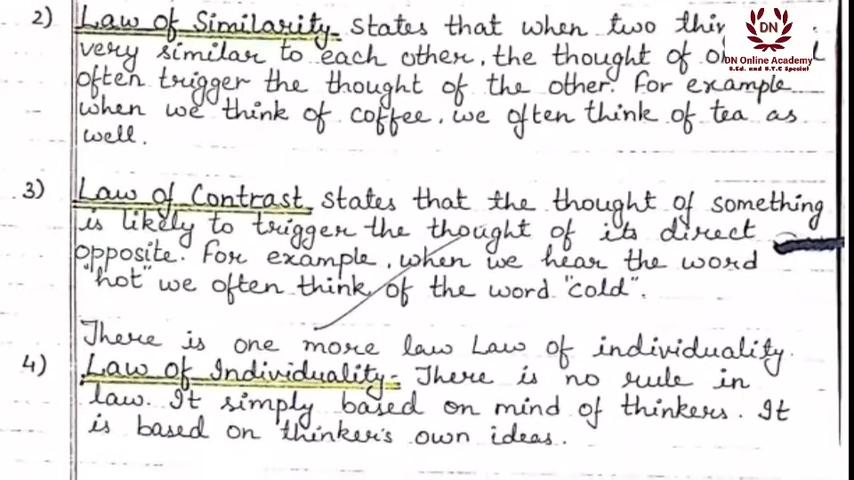 2) Law of Similarity- states that when two
very similar to each other, the thought of
often trigger the thought of the other. For example
when we think of coffee, we often think of tea as
well.
3) Law of Contrast states that the thought of something
is likely to trigger the thought of its direct
opposite. For example, when we hear the word
"hot" we often think of the word "cold".
There is one more law Law of individuality.
4) Law of Individuality- There is no rule in
law. It simply based on mind of thinkers. It
is based on thinker's own ideas.
DN
DN Online Academy
B.Ed. and B.T.C Special